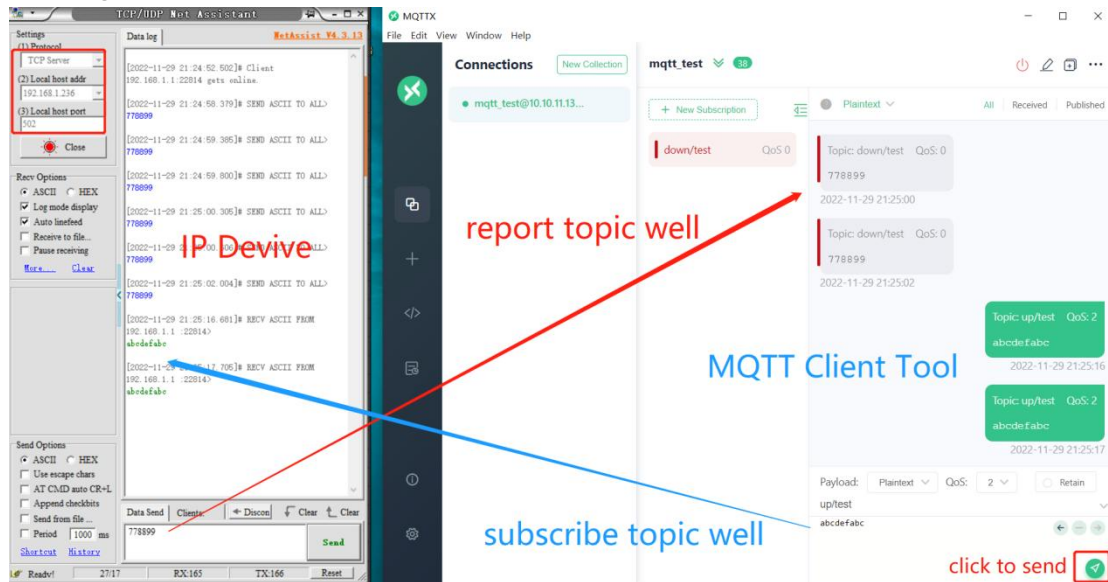 TCP/UDP Net Assistant
Settings
(1) Protocol
TCP Server
(2) Local host addr
192.168.1.236
(3) Local host port
502
Close
Recv Options
ASCII HEX
Log mode display
Auto linefeed
Receive to file...
Pause receiving
More... Clear
Send Options
ASCII HEX
Use escape chars
AT CMD auto CR+L
Append checkbits
Send from file ...
Period 1000 ms
Shortcut History
Data log NetAssist V4.3.13
[2022-11-29 21:24:52.502]# Client
192.168.1.1:22814 gets online.
[2022-11-29 21:24:58.379]# SEND ASCII TO ALL>
778899
[2022-11-29 21:24:59.385]# SEND ASCII TO ALL>
778899
[2022-11-29 21:24:59.800]# SEND ASCII TO ALL>
778899
[2022-11-29 21:25:00.305]# SEND ASCII TO ALL>
778899
ALL>
778899
[2022-11-29 21:25:02.004]# SEND ASCII TO ALL>
778899
[2022-11-29 21:25:16.681]# RECV ASCII FROM
192.168.1.1 :22814>
abcdefabc
[2022-11-29 21:25:17.705]# RECV ASCII FROM
192.168.1.1 :22814>
abcdefabc
IP Devive
Data Send Clients: Discon Clear Clear
778899
Send
Ready! 27/17 RX:165 TX:166 Reset
MQTTX
File Edit View Window Help
Connections New Collection
mqtt_test@10.10.11.13...
mqtt_test 38
+ New Subscription
down/test QoS 0
Plaintext All Received Published
Topic: down/test QoS: 0
778899
2022-11-29 21:25:00
Topic: down/test QoS: 0
778899
2022-11-29 21:25:02
Topic: up/test QoS: 2
abcdefabc
2022-11-29 21:25:16
Topic: up/test QoS: 2
abcdefabc
2022-11-29 21:25:17
report topic well
MQTT Client Tool
subscribe topic well
Payload: Plaintext QoS: 2 Retain
up/test
abcdefabc
click to send